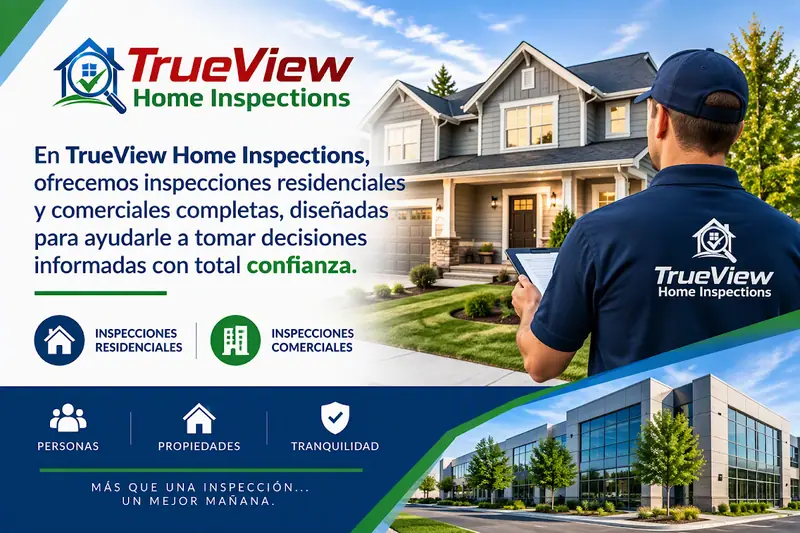 TrueView
Home Inspections
En TrueView Home Inspections,
ofrecemos inspecciones residenciales
y comerciales completas, diseñadas
para ayudarle a tomar decisiones
informadas con total confianza.
INSPECCIONES
RESIDENCIALES
INSPECCIONES
COMERCIALES
PERSONAS
PROPIEDADES
TRANQUILIDAD
MÁS QUE UNA INSPECCIÓN...
UN MEJOR MAÑANA.
TrueView
Home Inspections